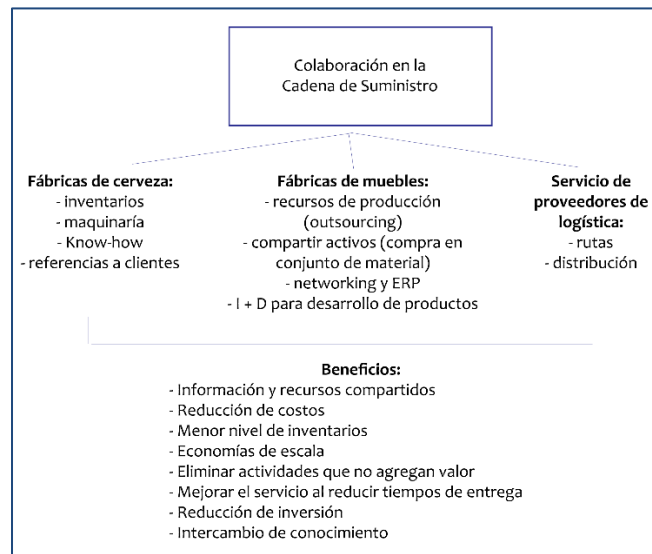 Colaboración en la
Cadena de Suministro
Fábricas de cerveza:
- inventarios
- maquinaría
- Know-how
- referencias a clientes
Fábricas de muebles:
- recursos de producción
(outsourcing)
- compartir activos (compra en
conjunto de material)
- networking y ERP
- I + D para desarrollo de productos
Servicio de
proveedores de
logística:
- rutas
- distribución
Beneficios:
- Información y recursos compartidos
- Reducción de costos
- Menor nivel de inventarios
- Economías de escala
- Eliminar actividades que no agregan valor
- Mejorar el servicio al reducir tiempos de entrega
- Reducción de inversión
- Intercambio de conocimiento